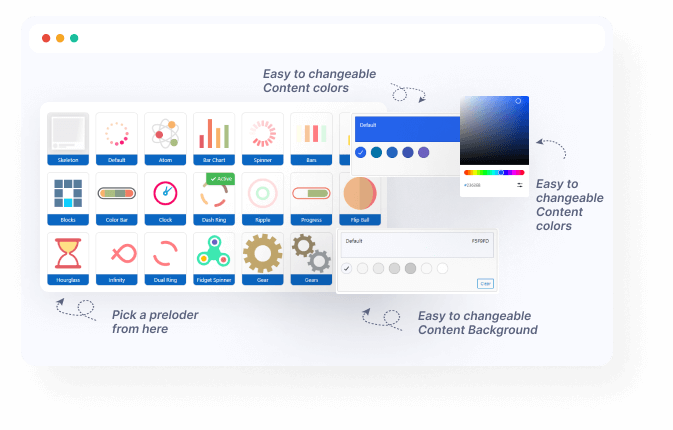 Easy to changeable
Content colors
Skeleton
Default
Atom
Bar Chart
Spinner
Bars
Default
Easy to
changeable
Content
colors
Active
Blocks
Color Bar
Clock
Dash Ring
Ripple
Progress
Flip Ball
Default
F5F9FD
Clear
Hourglass
Infinity
Dual Ring
Fidget Spinner
Gear
Gears
Pick a preloder
from here
Easy to changeable
Content Background